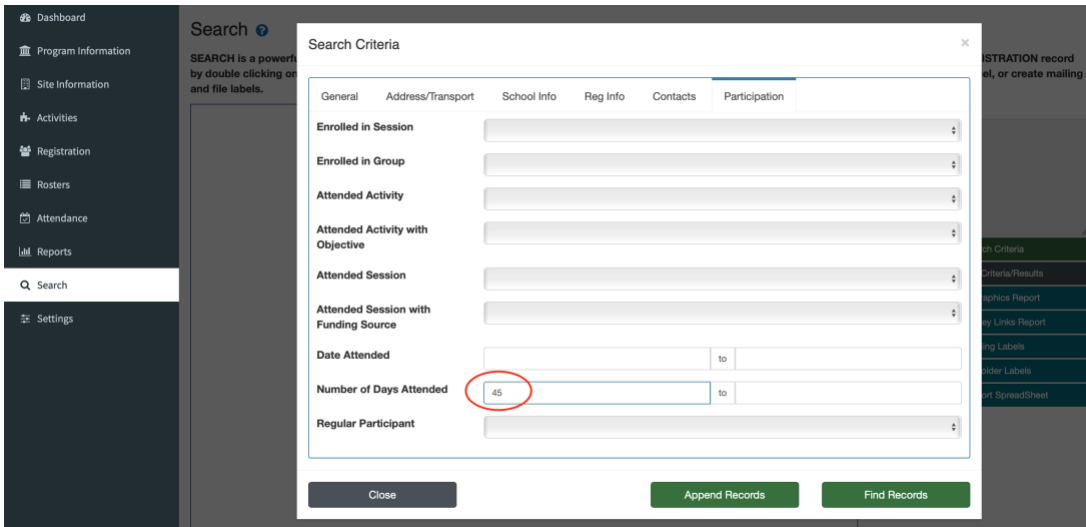 Dashboard
Program Information
Site Information
Activities
Registration
Rosters
Attendance
Reports
Search
Settings
Search
SEARCH is a powerfu
by double clicking on
and file labels.
ISTRATION record
el, or create mailing
Search Criteria
×
General Address/Transport School Info Reg Info Contacts Participation
Enrolled in Session
Enrolled in Group
Attended Activity
Attended Activity with
Objective
Attended Session
Attended Session with
Funding Source
Date Attended to
Number of Days Attended 45 to
Regular Participant
Close Append Records Find Records
ch Criteria
Criteria/Results
raphics Report
ey Links Report
ing Labels
older Labels
ort SpreadSheet